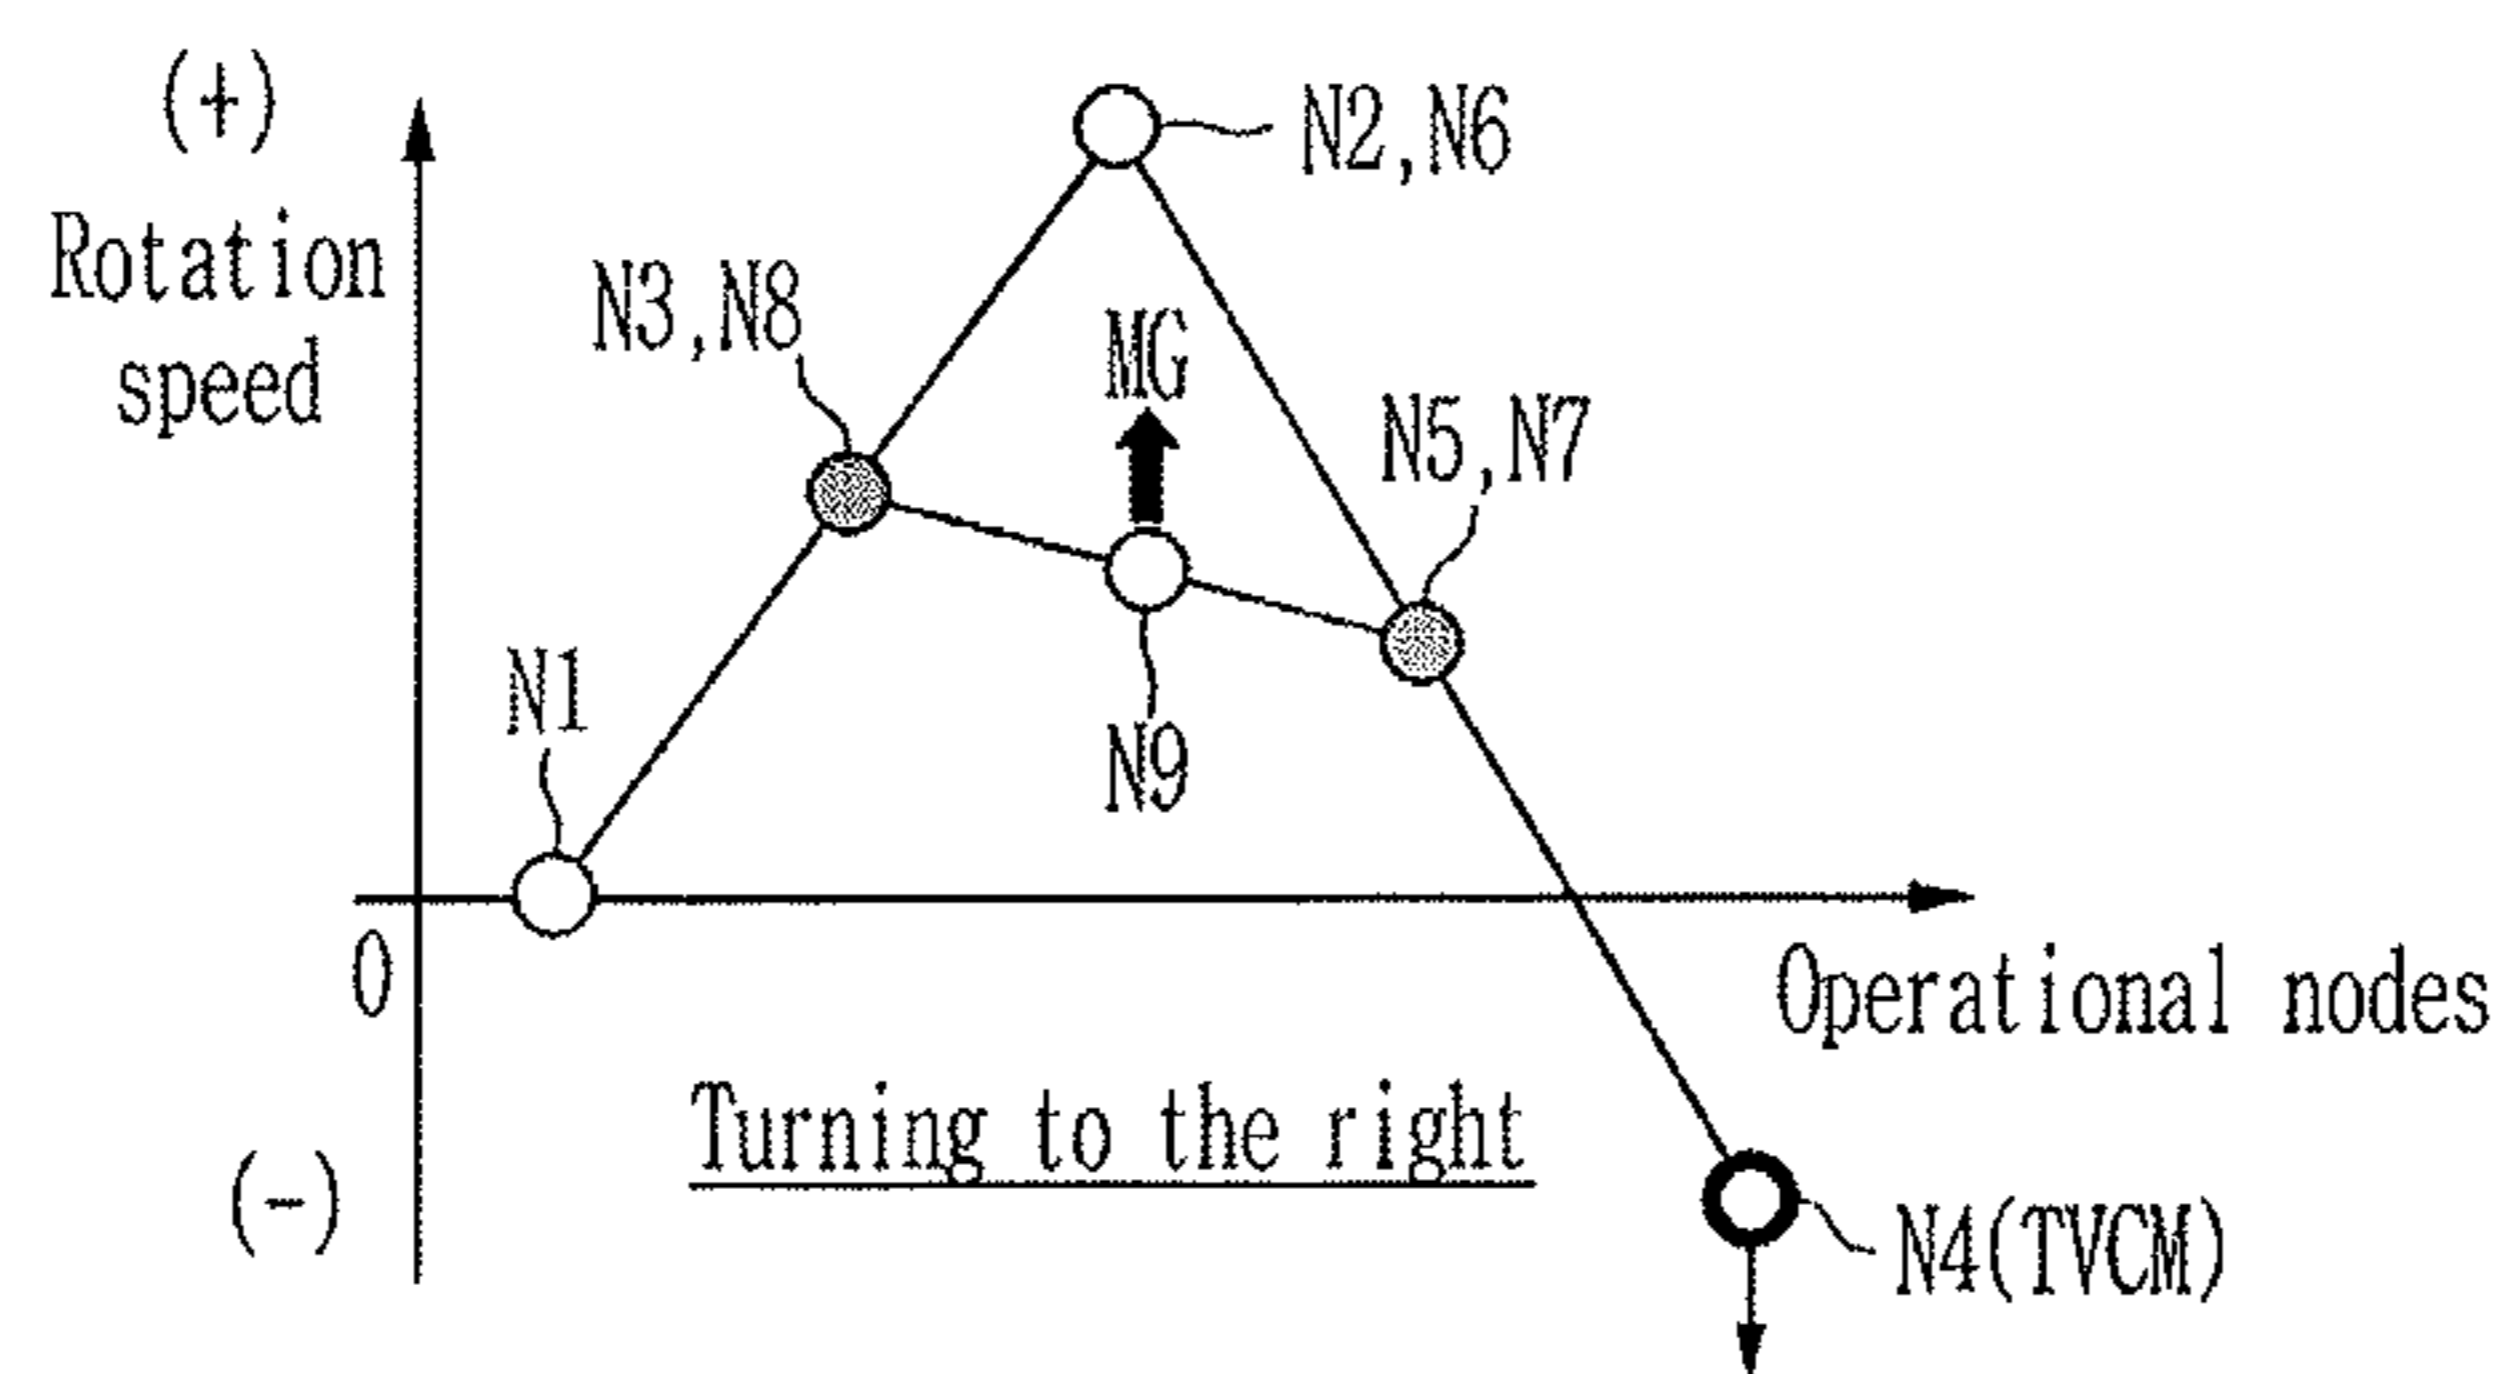 (+)
Rotation
speed
N2,N6
N3,N8
MG
N5,N7
N1
N9
0
Operational nodes
Turning to the right
(-)
N4(TVCM)